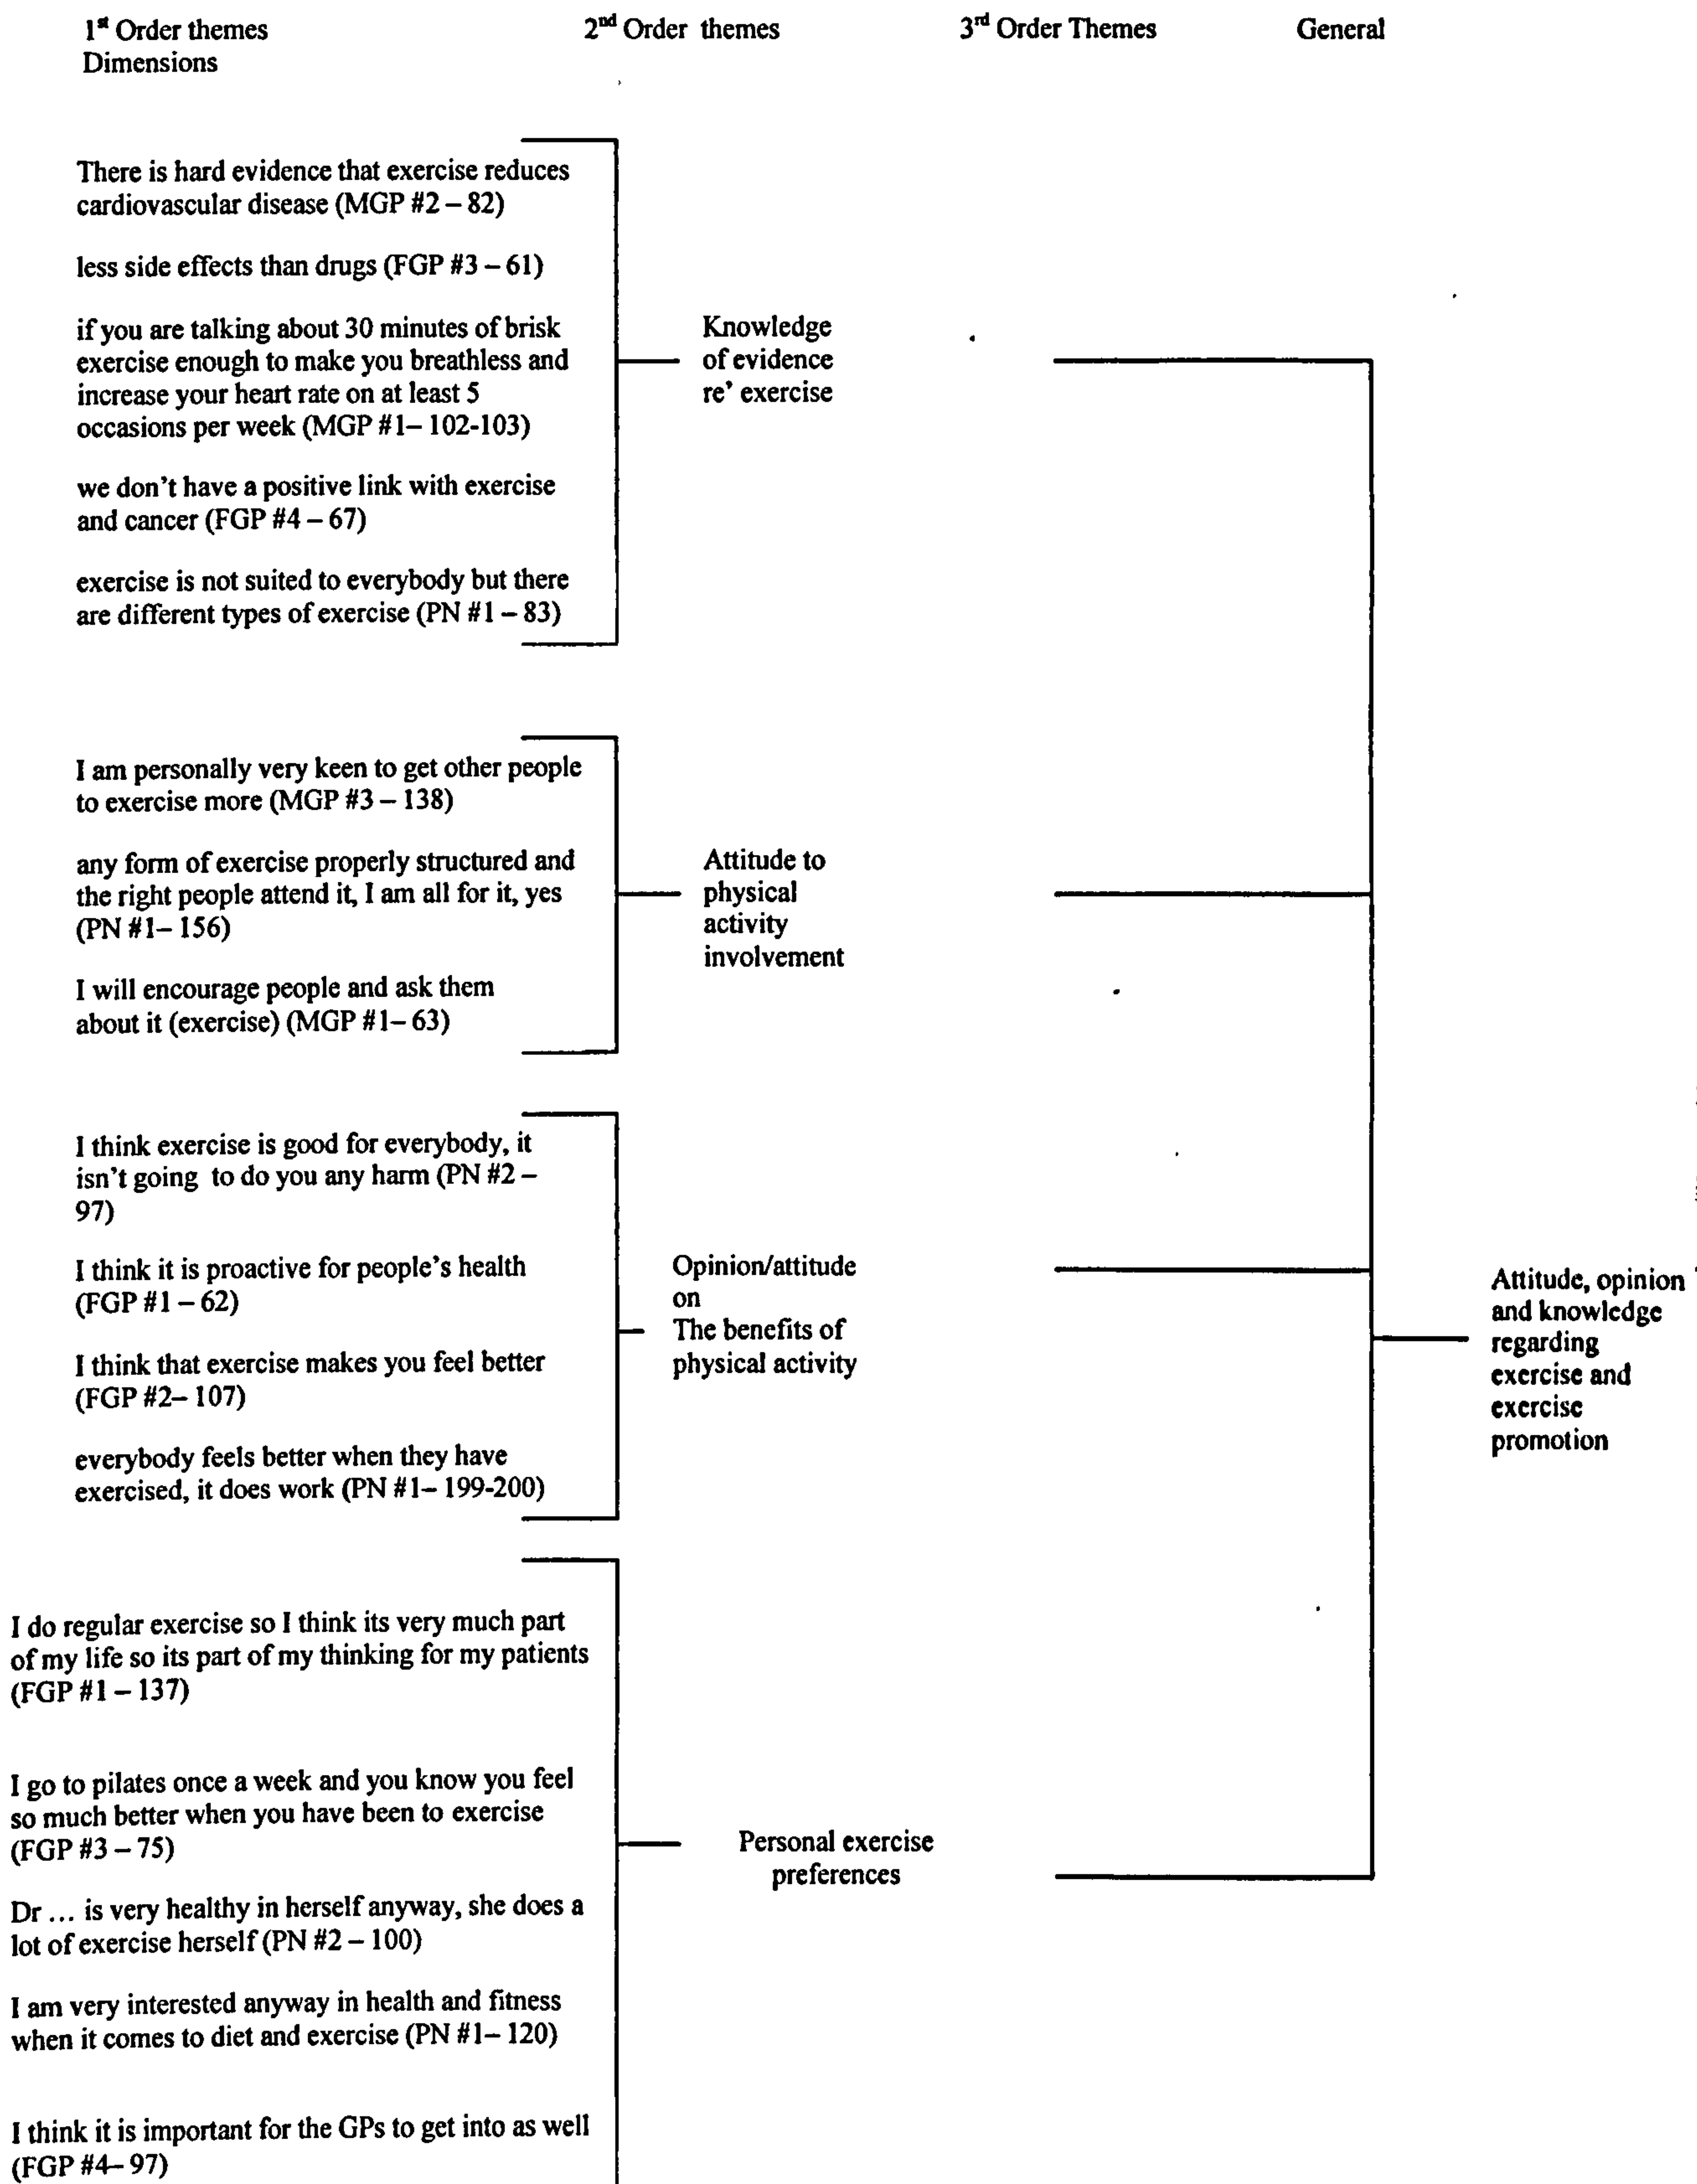 1st Order themes 2nd Order themes 3rd Order Themes General
Dimensions
There is hard evidence that exercise reduces
cardiovascular disease (MGP #2 – 82)
less side effects than drugs (FGP #3 – 61)
if you are talking about 30 minutes of brisk
exercise enough to make you breathless and
increase your heart rate on at least 5
occasions per week (MGP #1– 102-103)
we don't have a positive link with exercise
and cancer (FGP #4 – 67)
exercise is not suited to everybody but there
are different types of exercise (PN #1 – 83)
Knowledge
of evidence
re' exercise
I am personally very keen to get other people
to exercise more (MGP #3 – 138)
any form of exercise properly structured and
the right people attend it, I am all for it, yes
(PN #1– 156)
I will encourage people and ask them
about it (exercise) (MGP #1– 63)
Attitude to
physical
activity
involvement
I think exercise is good for everybody, it
isn't going to do you any harm (PN #2 –
97)
I think it is proactive for people's health
(FGP #1 – 62)
I think that exercise makes you feel better
(FGP #2– 107)
everybody feels better when they have
exercised, it does work (PN #1– 199-200)
Opinion/attitude
on
The benefits of
physical activity
I do regular exercise so I think its very much part
of my life so its part of my thinking for my patients
(FGP #1 – 137)
I go to pilates once a week and you know you feel
so much better when you have been to exercise
(FGP #3 – 75)
Dr ... is very healthy in herself anyway, she does a
lot of exercise herself (PN #2 – 100)
I am very interested anyway in health and fitness
when it comes to diet and exercise (PN #1– 120)
I think it is important for the GPs to get into as well
(FGP #4– 97)
Personal exercise
preferences
Attitude, opinion
and knowledge
regarding
exercise and
exercise
promotion